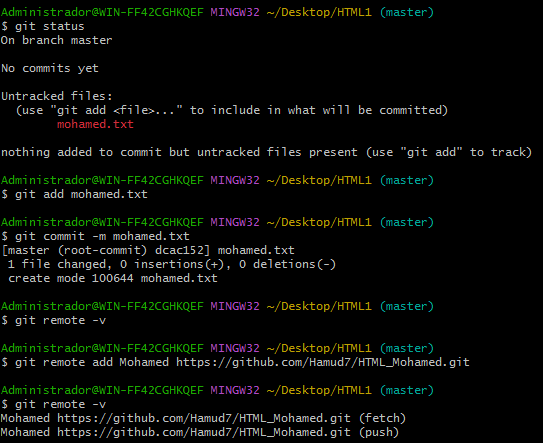 Administrador@WIN-FF42CGHKQEF MINGW32 ~/Desktop/HTML1 (master)
$ git status
On branch master
No commits yet
Untracked files:
(use "git add <file>..." to include in what will be committed)
mohamed.txt
nothing added to commit but untracked files present (use "git add" to track)
Administrador@WIN-FF42CGHKQEF MINGW32 ~/Desktop/HTML1 (master)
$ git add mohamed.txt
Administrador@WIN-FF42CGHKQEF MINGW32 ~/Desktop/HTML1 (master)
$ git commit -m mohamed.txt
[master (root-commit) dcac152] mohamed.txt
1 file changed, 0 insertions(+), 0 deletions(-)
create mode 100644 mohamed.txt
Administrador@WIN-FF42CGHKQEF MINGW32 ~/Desktop/HTML1 (master)
$ git remote -v
Administrador@WIN-FF42CGHKQEF MINGW32 ~/Desktop/HTML1 (master)
$ git remote add Mohamed https://github.com/Hamud7/HTML_Mohamed.git
Administrador@WIN-FF42CGHKQEF MINGW32 ~/Desktop/HTML1 (master)
$ git remote -v
Mohamed https://github.com/Hamud7/HTML_Mohamed.git (fetch)
Mohamed https://github.com/Hamud7/HTML_Mohamed.git (push)